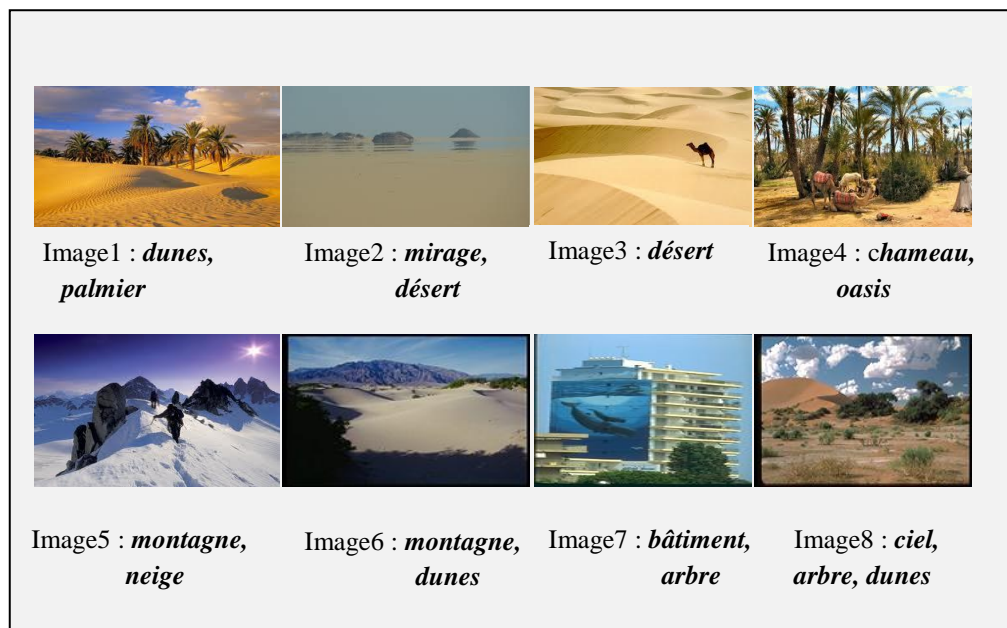 Image1 : dunes,
palmier
Image2 : mirage,
désert
Image3 : désert
Image4 : chameau,
oasis
Image5 : montagne,
neige
Image6 : montagne,
dunes
Image7 : bâtiment,
arbre
Image8 : ciel,
arbre, dunes